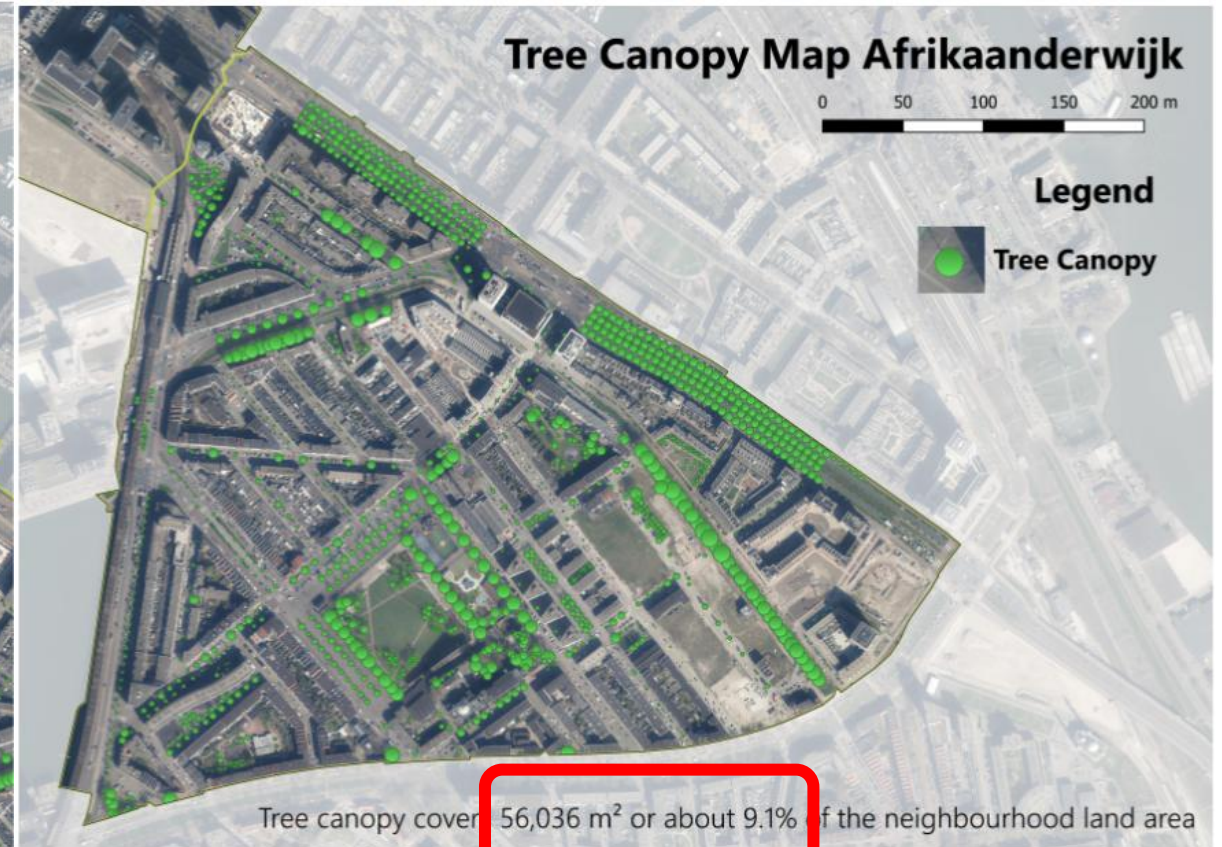 Tree Canopy Map Afrikaanderwijk
0 50 100 150 200 m
Legend
Tree Canopy
Tree canopy cover 56,036 m² or about 9.1% of the neighbourhood land area